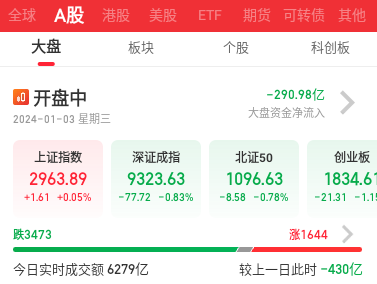 全球 A股 港股 美股 ETF 期货 可转债 其他
大盘 板块 个股 科创板
开盘中 -290.98亿
2024-01-03 星期三 大盘资金净流入
上证指数 深证成指 北证50 创业板
2963.89 9323.63 1096.63 1834.61
+1.61 +0.05% -77.72 -0.83% -8.58 -0.78% -21.31 -1.15
跌3473 涨1644
今日实时成交额 6279亿 较上一日此时 -430亿